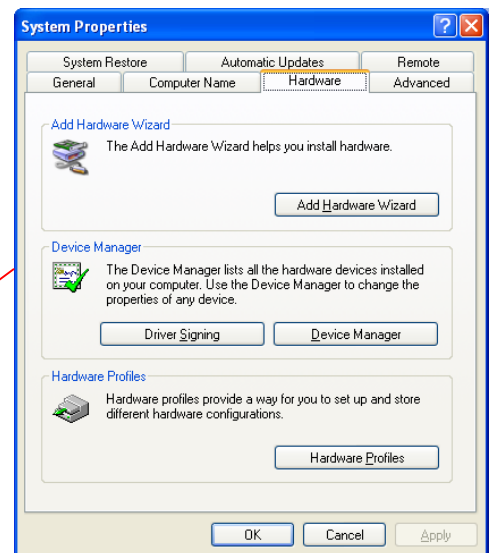 System Properties
System Restore Automatic Updates Remote
General Computer Name Hardware Advanced
Add Hardware Wizard
The Add Hardware Wizard helps you install hardware.
Add Hardware Wizard
Device Manager
The Device Manager lists all the hardware devices installed
on your computer. Use the Device Manager to change the
properties of any device.
Driver Signing Device Manager
Hardware Profiles
Hardware profiles provide a way for you to set up and store
different hardware configurations.
Hardware Profiles
OK Cancel Apply